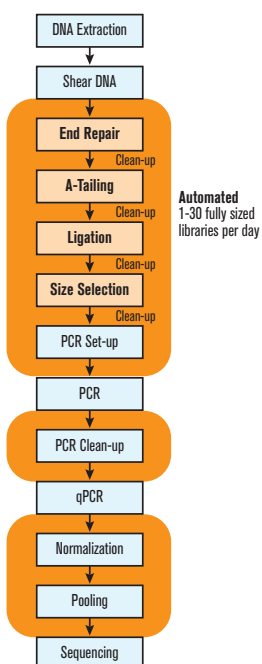 DNA Extraction
Shear DNA
End Repair
Clean-up
A-Tailing
Clean-up
Ligation
Clean-up
Size Selection
Clean-up
PCR Set-up
Automated
1-30 fully sized
libraries per day
PCR
PCR Clean-up
qPCR
Normalization
Pooling
Sequencing